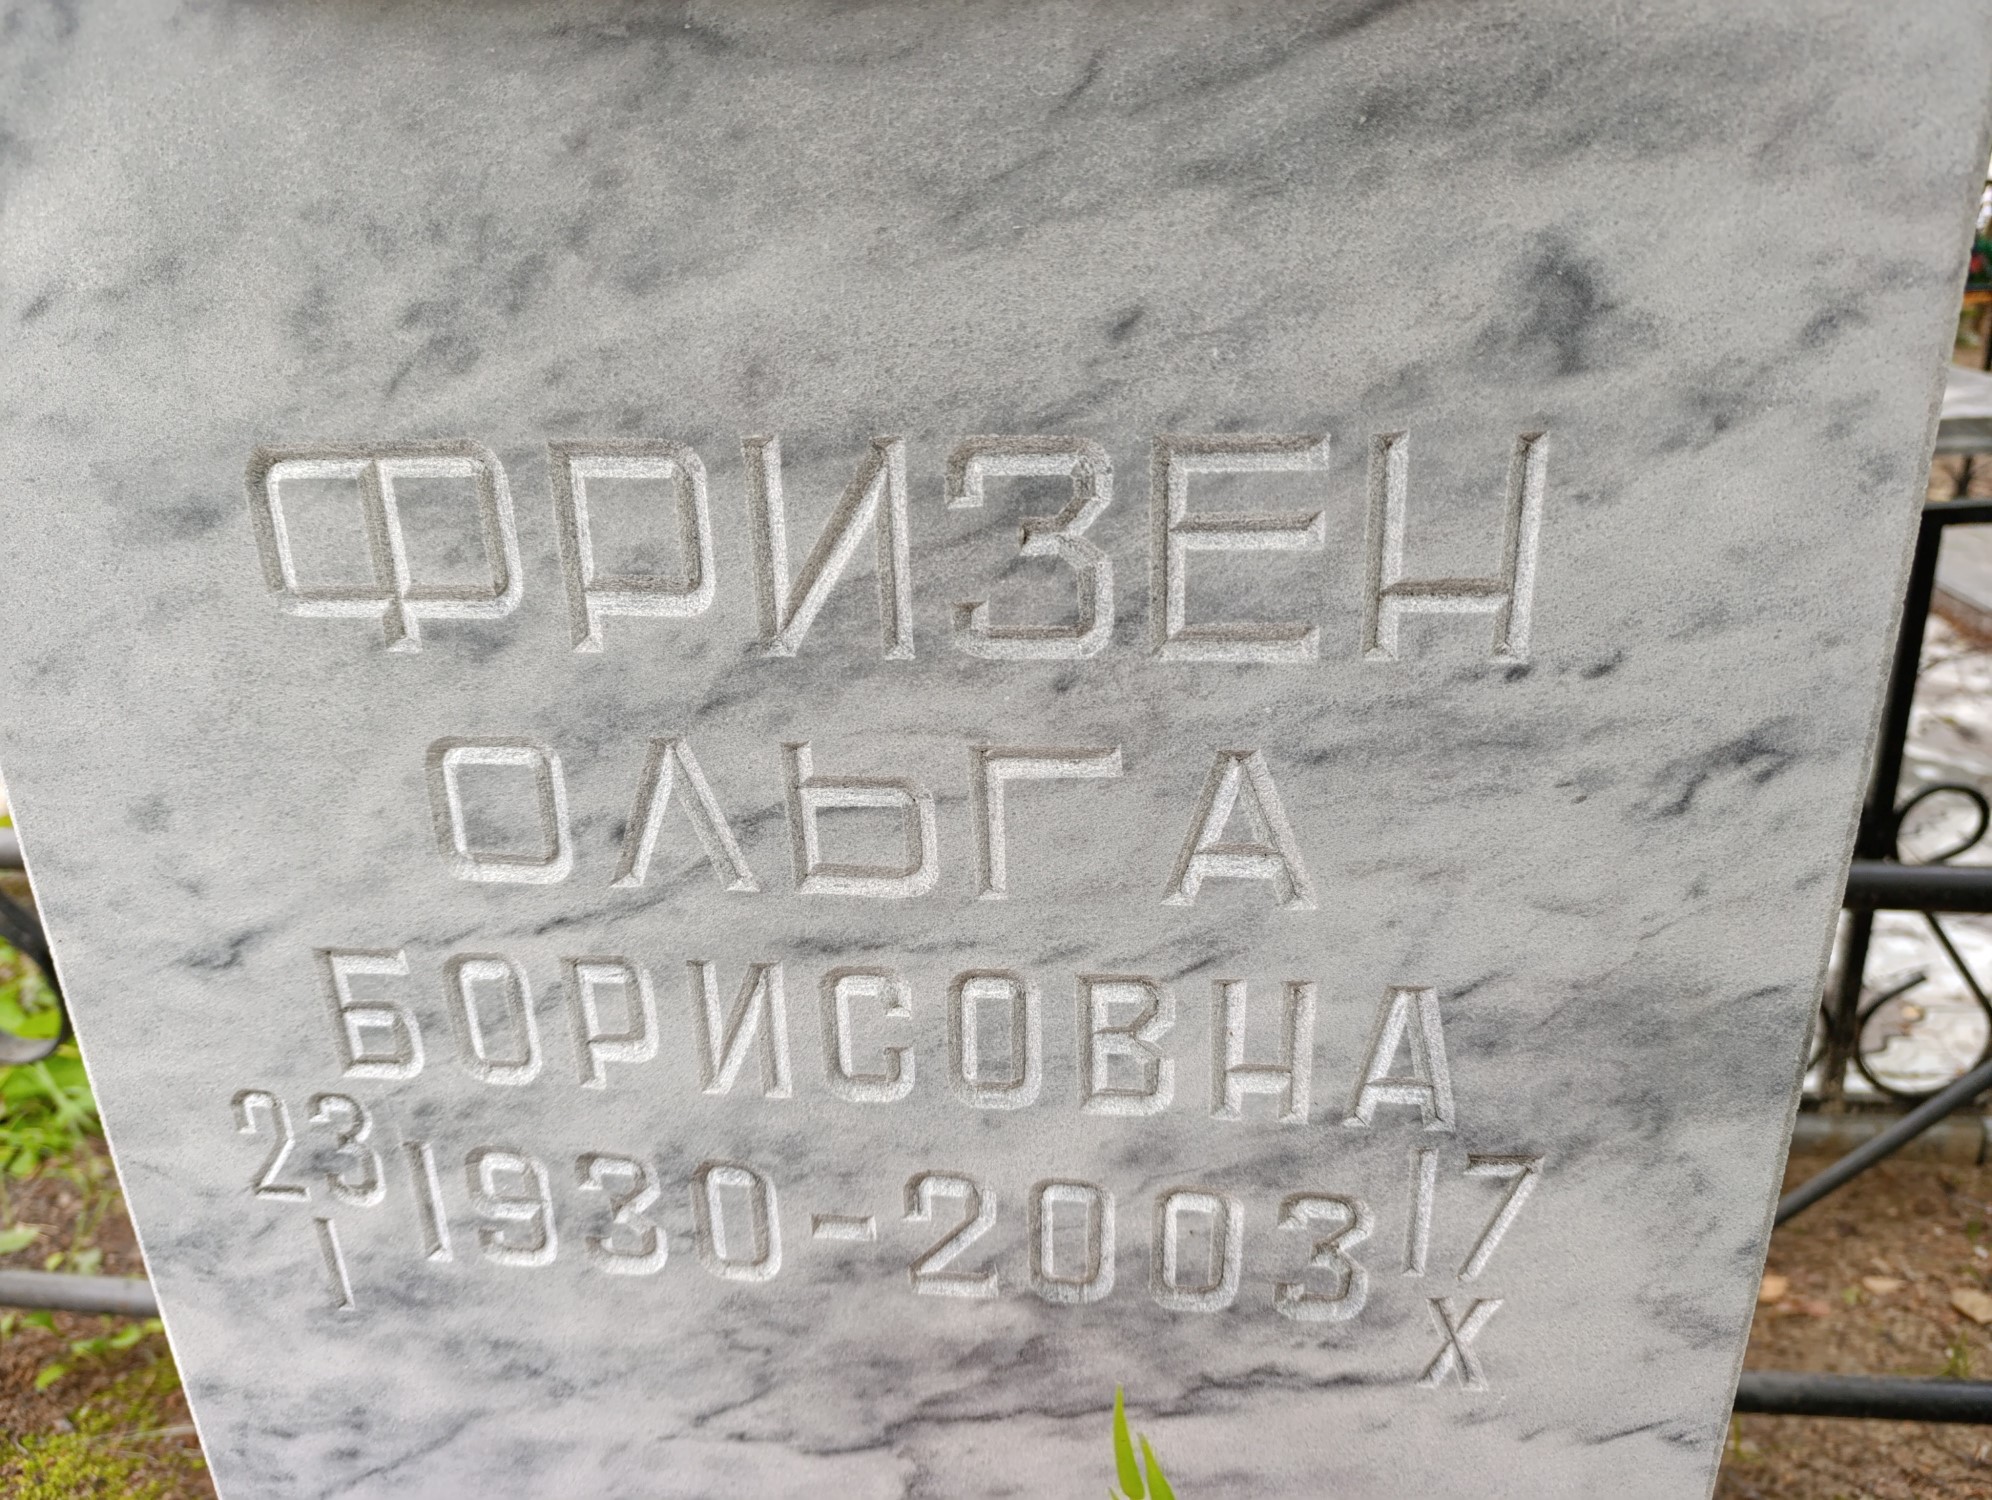 ФРИЗЕН
ОЛЬГА
БОРИСОВНА
23 1930-2003 17
I X